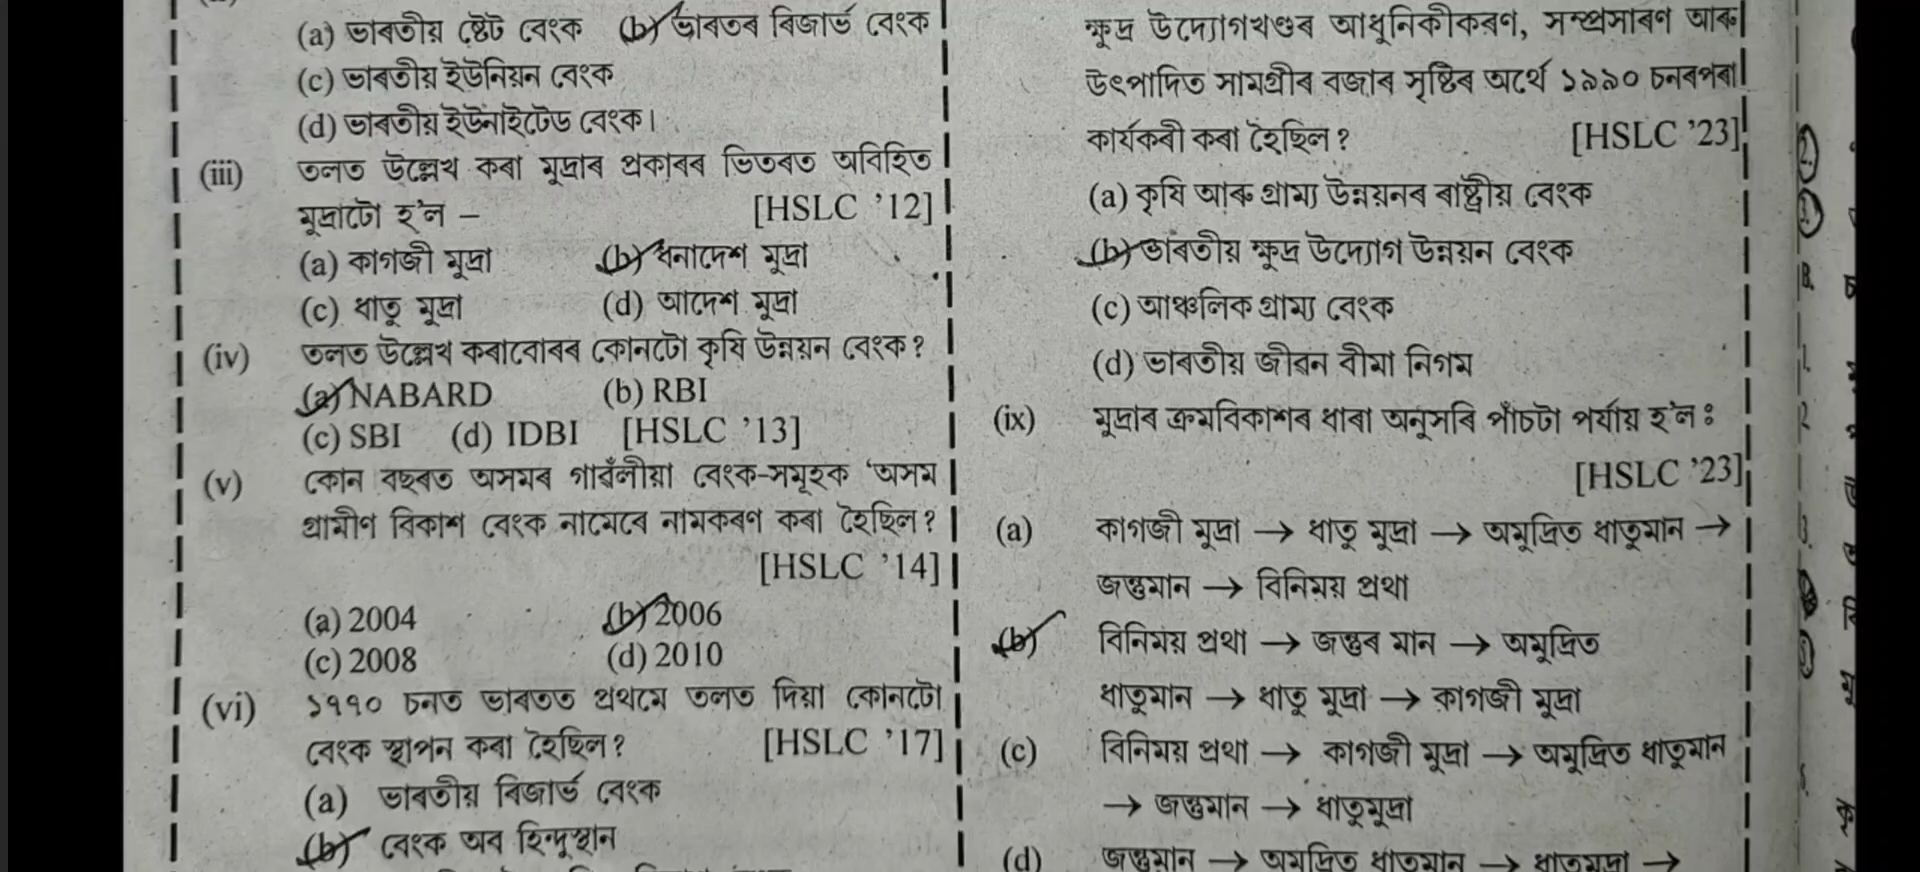 (a) ভাৰতীয় ষ্টেট বেংক (b) ভাৰতৰ ৰিজাৰ্ভ বেংক
(c) ভাৰতীয় ইউনিয়ন বেংক
(d) ভাৰতীয় ইউনাইটেড বেংক।
(iii) তলত উল্লেখ কৰা মুদ্ৰাৰ প্ৰকাৰৰ ভিতৰত অবিহিত
মুদ্ৰাটো হ'ল – [HSLC '12]
(a) কাগজী মুদ্ৰা (b) ধনাদেশ মুদ্ৰা
(c) ধাতু মুদ্ৰা (d) আদেশ মুদ্ৰা
(iv) তলত উল্লেখ কৰাবোৰৰ কোনটো কৃষি উন্নয়ন বেংক?
(a) NABARD (b) RBI
(c) SBI (d) IDBI [HSLC '13]
(v) কোন বছৰত অসমৰ গাৱঁলীয়া বেংক-সমূহক ‘অসম
গ্ৰামীণ বিকাশ বেংক নামেৰে নামকৰণ কৰা হৈছিল?
[HSLC '14]
(a) 2004 (b) 2006
(c) 2008 (d) 2010
(vi) ১৭৭০ চনত ভাৰতত প্ৰথমে তলত দিয়া কোনটো
বেংক স্থাপন কৰা হৈছিল? [HSLC '17]
(a) ভাৰতীয় ৰিজাৰ্ভ বেংক
(b) বেংক অব হিন্দুস্থান
ক্ষুদ্ৰ উদ্যোগখণ্ডৰ আধুনিকীকৰণ, সম্প্ৰসাৰণ আৰু
উৎপাদিত সামগ্ৰীৰ বজাৰ সৃষ্টিৰ অৰ্থে ১৯৯০ চনৰপৰা
কাৰ্যকৰী কৰা হৈছিল? [HSLC '23]
(a) কৃষি আৰু গ্ৰাম্য উন্নয়নৰ ৰাষ্ট্ৰীয় বেংক
(b) ভাৰতীয় ক্ষুদ্ৰ উদ্যোগ উন্নয়ন বেংক
(c) আঞ্চলিক গ্ৰাম্য বেংক
(d) ভাৰতীয় জীৱন বীমা নিগম
(ix) মুদ্ৰাৰ ক্ৰমবিকাশৰ ধাৰা অনুসৰি পাঁচটা পৰ্যায় হ'ল ঃ
[HSLC '23]
(a) কাগজী মুদ্ৰা → ধাতু মুদ্ৰা → অমুদ্ৰিত ধাতুমান →
জন্তুমান → বিনিময় প্ৰথা
(b) বিনিময় প্ৰথা → জন্তুৰ মান → অমুদ্ৰিত
ধাতুমান → ধাতু মুদ্ৰা → কাগজী মুদ্ৰা
(c) বিনিময় প্ৰথা → কাগজী মুদ্ৰা → অমুদ্ৰিত ধাতুমান
→ জন্তুমান → ধাতুমুদ্ৰা
(d) জন্তুমান → অমুদ্ৰিত ধাতুমান → ধাতুমুদ্ৰা →